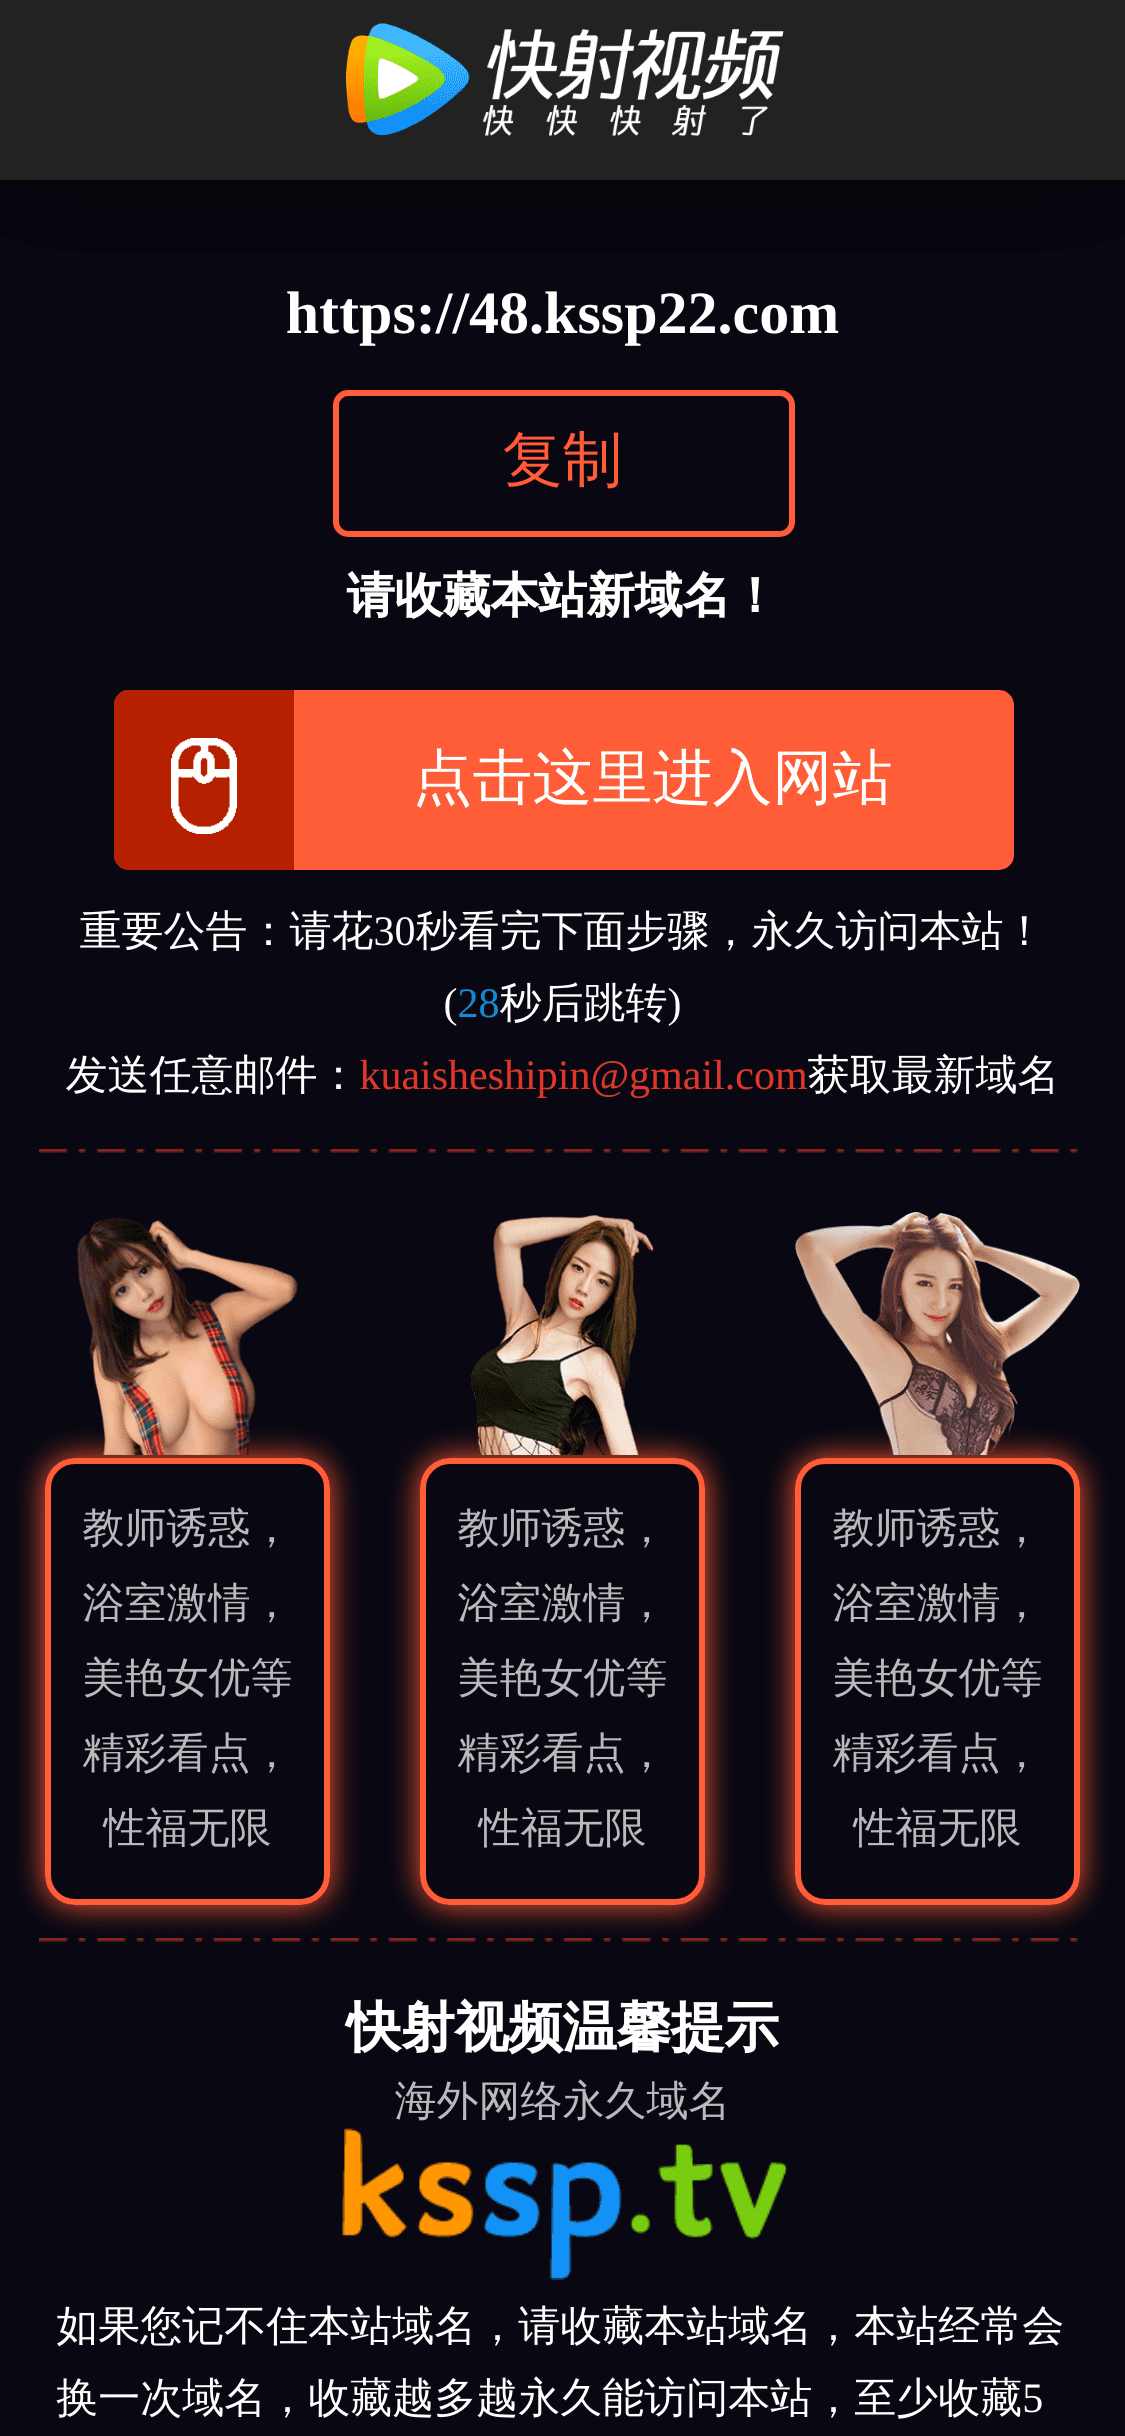 快射视频
快快快射了
https://48.kssp22.com
复制
请收藏本站新域名！
点击这里进入网站
重要公告：请花30秒看完下面步骤，永久访问本站！
(28秒后跳转)
发送任意邮件：kuaisheshipin@gmail.com获取最新域名
教师诱惑，
浴室激情，
美艳女优等
精彩看点，
性福无限
教师诱惑，
浴室激情，
美艳女优等
精彩看点，
性福无限
教师诱惑，
浴室激情，
美艳女优等
精彩看点，
性福无限
快射视频温馨提示
海外网络永久域名
kssp.tv
如果您记不住本站域名，请收藏本站域名，本站经常会
换一次域名，收藏越多越永久能访问本站，至少收藏5